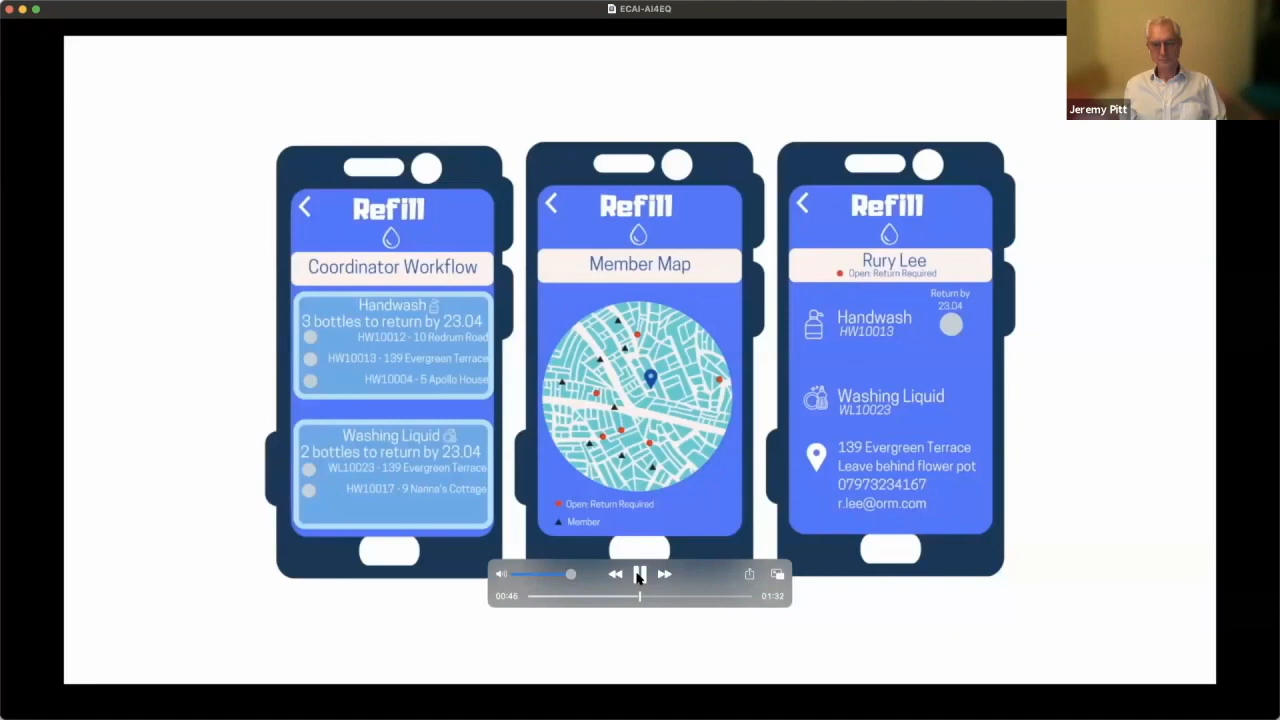 ECAI-AI4EQ
Jeremy Pitt
Refill
Coordinator Workflow
Handwash
3 bottles to return by 23.04
HW10012 - 10 Redrum Road
HW10013 - 139 Evergreen Terrace
HW10004 - 5 Apollo House
Washing Liquid
2 bottles to return by 23.04
WL10023 - 139 Evergreen Terrace
HW10017 - 9 Nanna's Cottage
Refill
Member Map
Open: Return Required
Member
Refill
Rury Lee
Open: Return Required
Return by
23.04
Handwash
HW10013
Washing Liquid
WL10023
139 Evergreen Terrace
Leave behind flower pot
07973234167
r.lee@orm.com
00:46
01:32